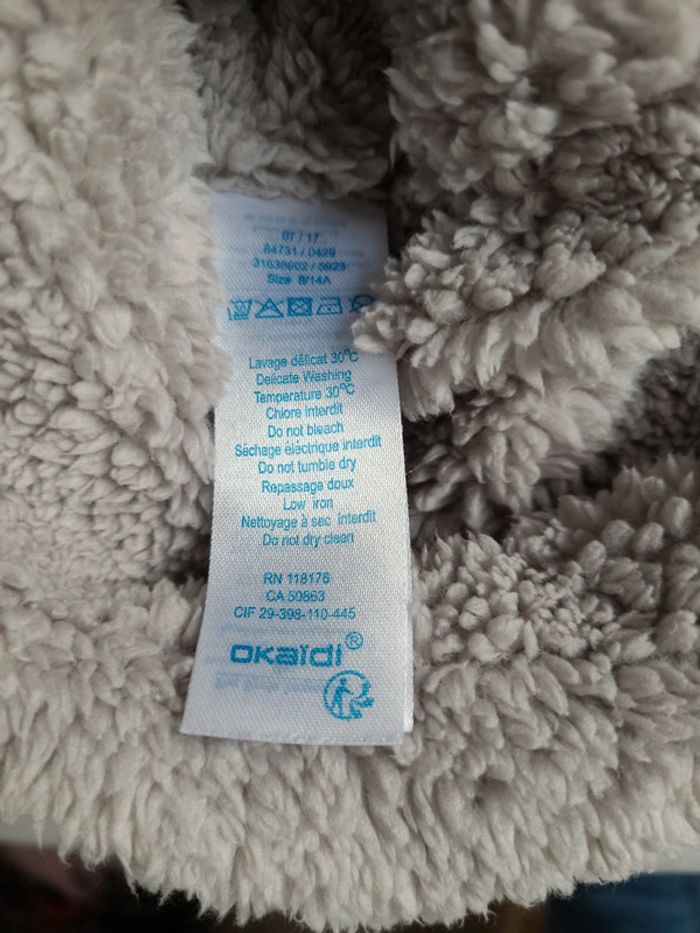 07 / 17
84731 / 0429
31638602 / 5923
Size 8/14A
Lavage délicat 30°C
Delicate Washing
Temperature 30°C
Chlore interdit
Do not bleach
Séchage électrique interdit
Do not tumble dry
Repassage doux
Low iron
Nettoyage à sec interdit
Do not dry clean
RN 118176
CA 50863
CIF 29-398-110-445
OKAÏDI®